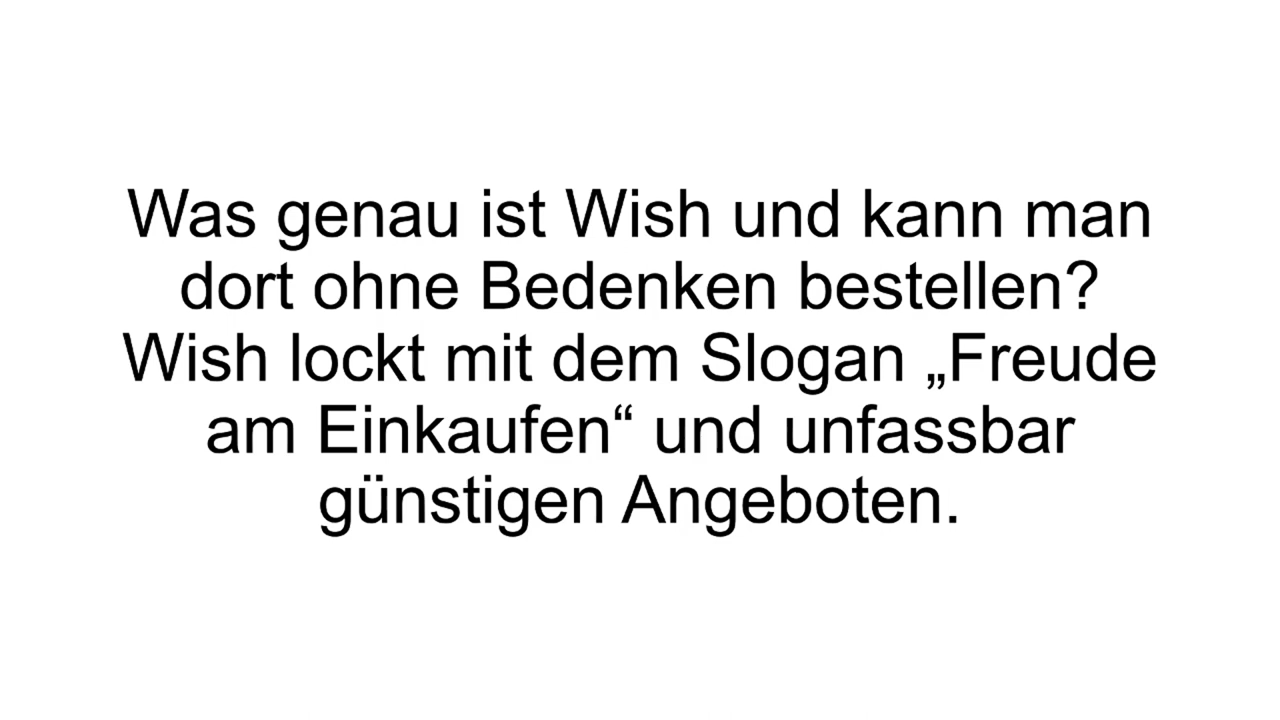 Was genau ist Wish und kann man
dort ohne Bedenken bestellen?
Wish lockt mit dem Slogan „Freude
am Einkaufen“ und unfassbar
günstigen Angeboten.